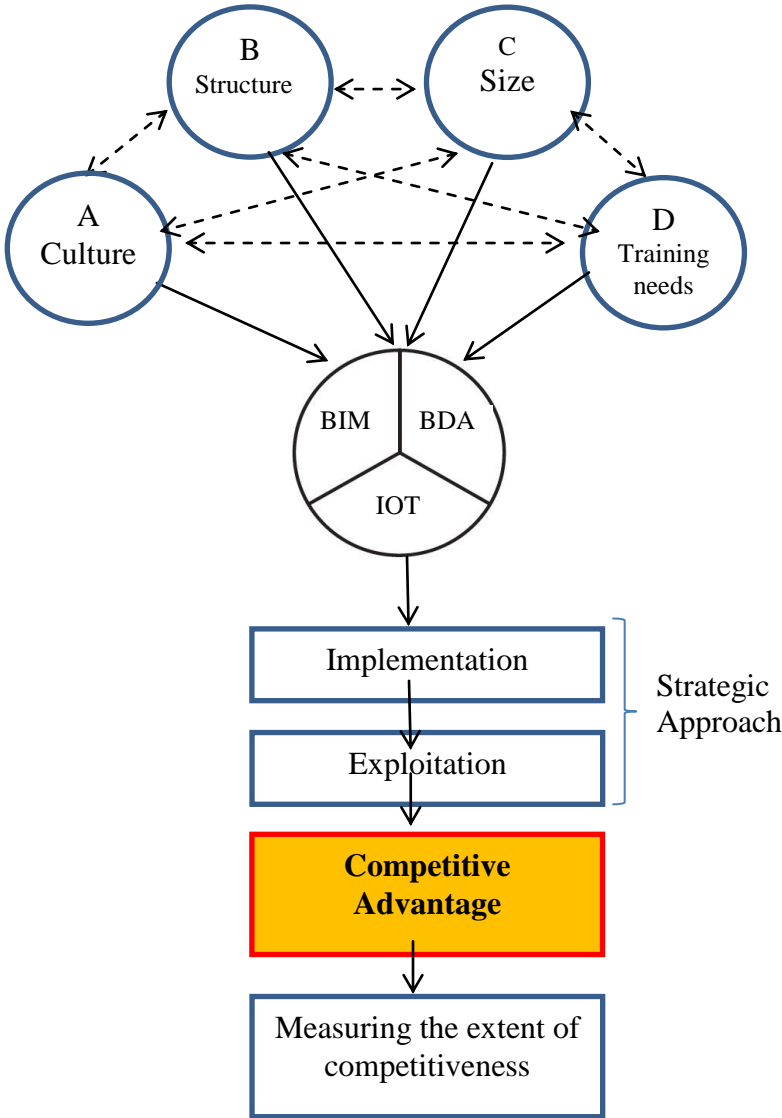 B
Structure
C
Size
A
Culture
D
Training
needs
BIM
BDA
IOT
Implementation
Strategic
Approach
Exploitation
Competitive
Advantage
Measuring the extent of
competitiveness